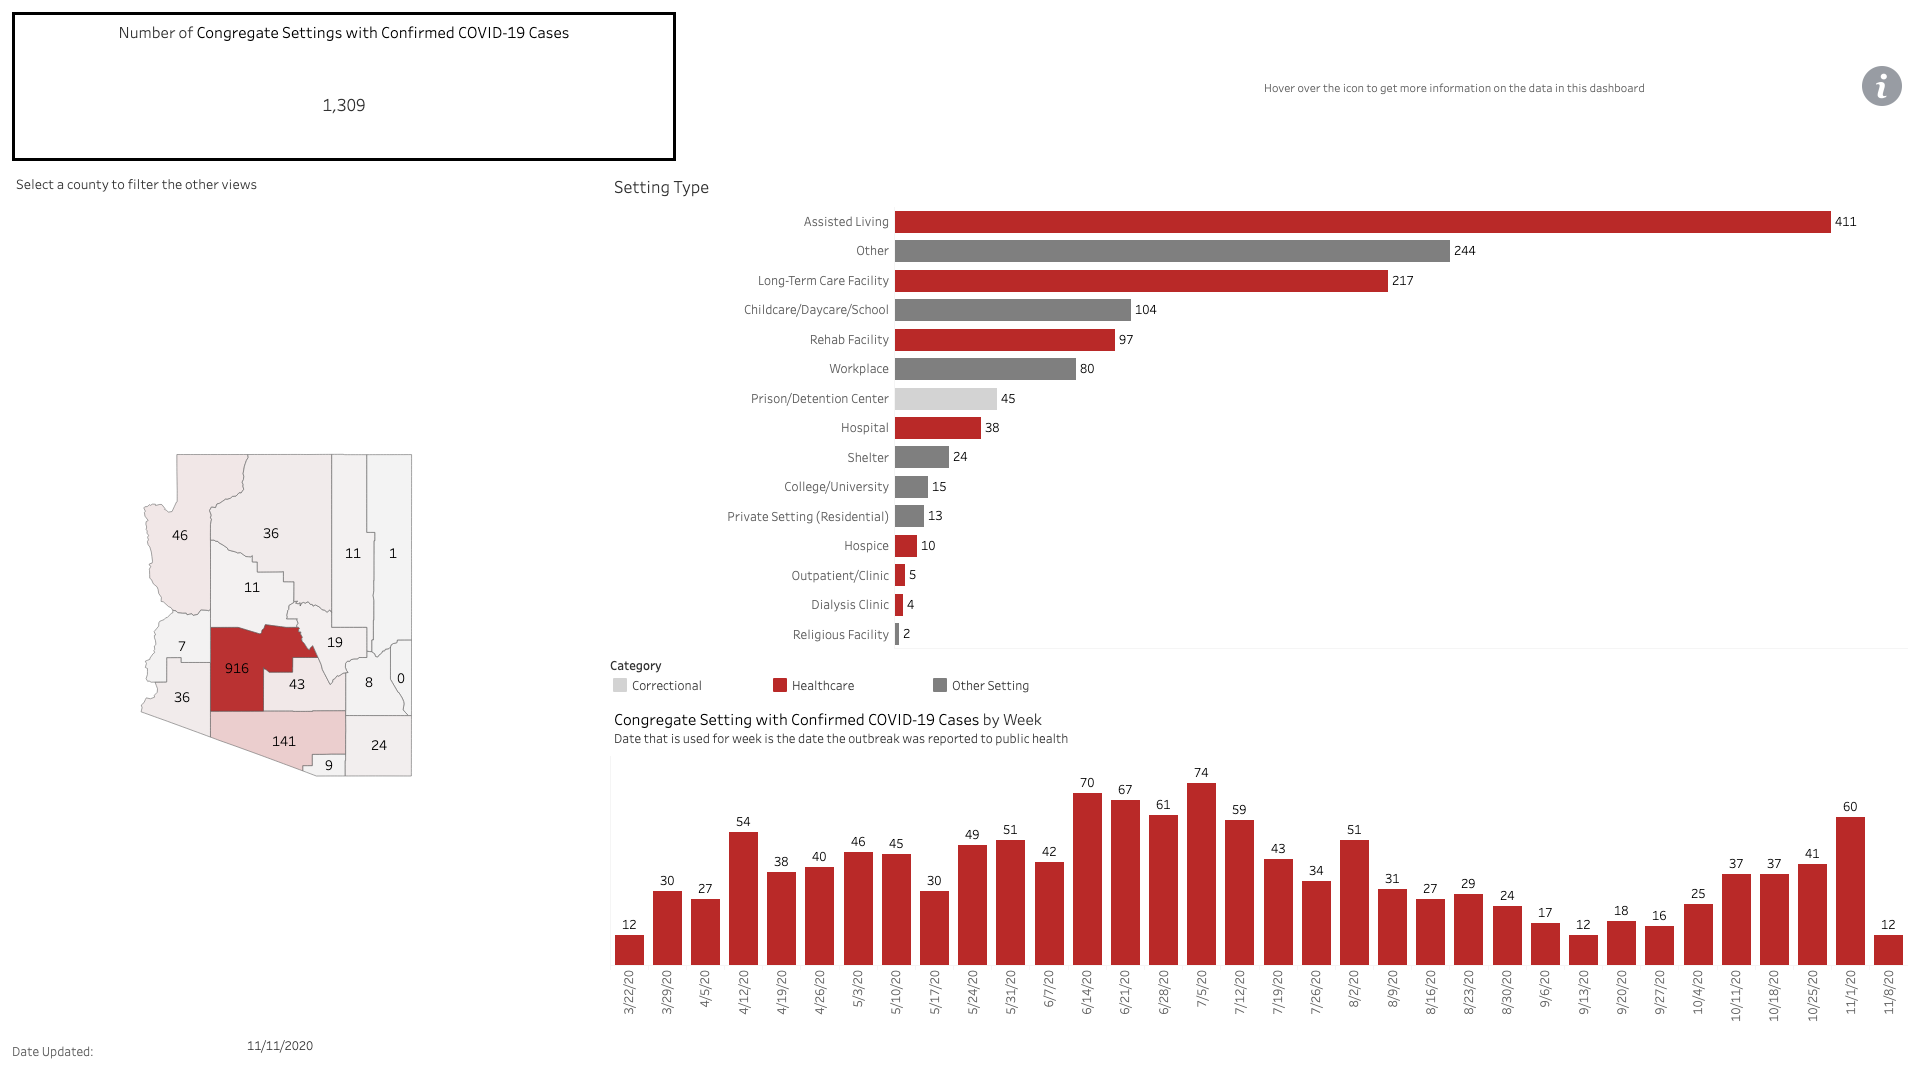 Number of Congregate Settings with Confirmed COVID-19 Cases
1,309
Hover over the icon to get more information on the data in this dashboard
i
Select a county to filter the other views
46
36
11
1
11
7
19
916
43
8
0
36
141
24
9
Setting Type
Assisted Living 411
Other 244
Long-Term Care Facility 217
Childcare/Daycare/School 104
Rehab Facility 97
Workplace 80
Prison/Detention Center 45
Hospital 38
Shelter 24
College/University 15
Private Setting (Residential) 13
Hospice 10
Outpatient/Clinic 5
Dialysis Clinic 4
Religious Facility 2
Category
Correctional Healthcare Other Setting
Congregate Setting with Confirmed COVID-19 Cases by Week
Date that is used for week is the date the outbreak was reported to public health
12 30 27 54 38 40 46 45 30 49 51 42 70 67 61 74 59 43 34 51 31 27 29 24 17 12 18 16 25 37 37 41 60 12
3/22/20 3/29/20 4/5/20 4/12/20 4/19/20 4/26/20 5/3/20 5/10/20 5/17/20 5/24/20 5/31/20 6/7/20 6/14/20 6/21/20 6/28/20 7/5/20 7/12/20 7/19/20 7/26/20 8/2/20 8/9/20 8/16/20 8/23/20 8/30/20 9/6/20 9/13/20 9/20/20 9/27/20 10/4/20 10/11/20 10/18/20 10/25/20 11/1/20 11/8/20
Date Updated: 11/11/2020